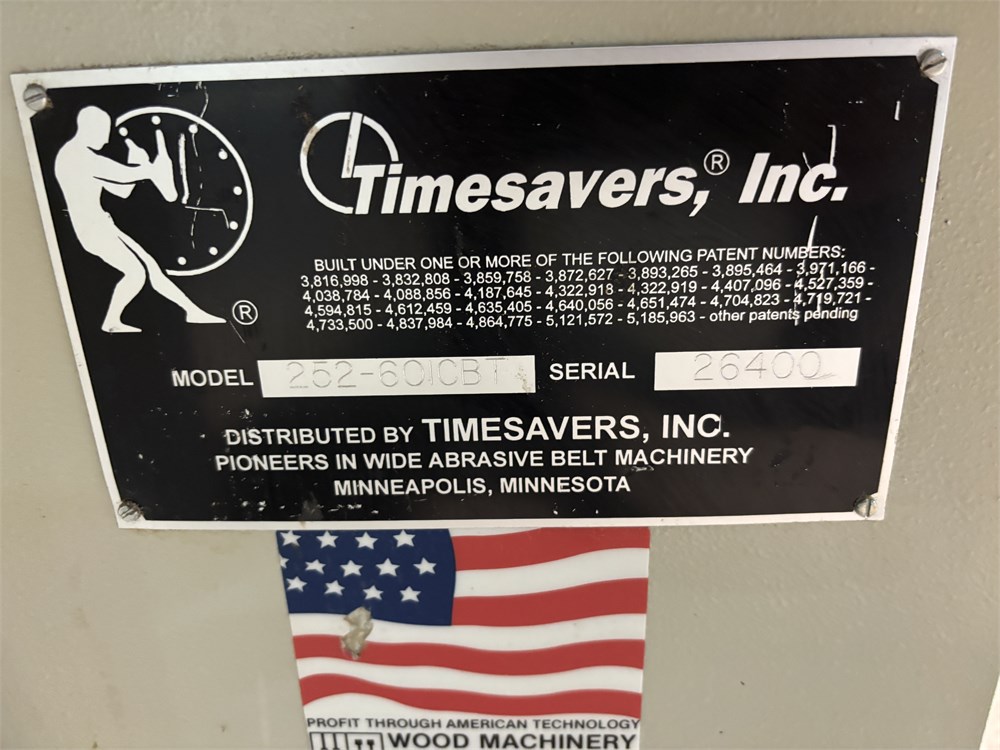 Timesavers,® Inc.
BUILT UNDER ONE OR MORE OF THE FOLLOWING PATENT NUMBERS:
3,816,998 - 3,832,808 - 3,859,758 - 3,872,627 - 3,893,265 - 3,895,464 - 3,971,166 -
4,038,784 - 4,088,856 - 4,187,645 - 4,322,918 - 4,322,919 - 4,407,096 - 4,527,359 -
4,594,815 - 4,612,459 - 4,635,405 - 4,640,056 - 4,651,474 - 4,704,823 - 4,719,721 -
4,733,500 - 4,837,984 - 4,864,775 - 5,121,572 - 5,185,963 - other patents pending
®
MODEL SERIAL 26400
DISTRIBUTED BY TIMESAVERS, INC.
PIONEERS IN WIDE ABRASIVE BELT MACHINERY
MINNEAPOLIS, MINNESOTA
PROFIT THROUGH AMERICAN TECHNOLOGY
WOOD MACHINERY